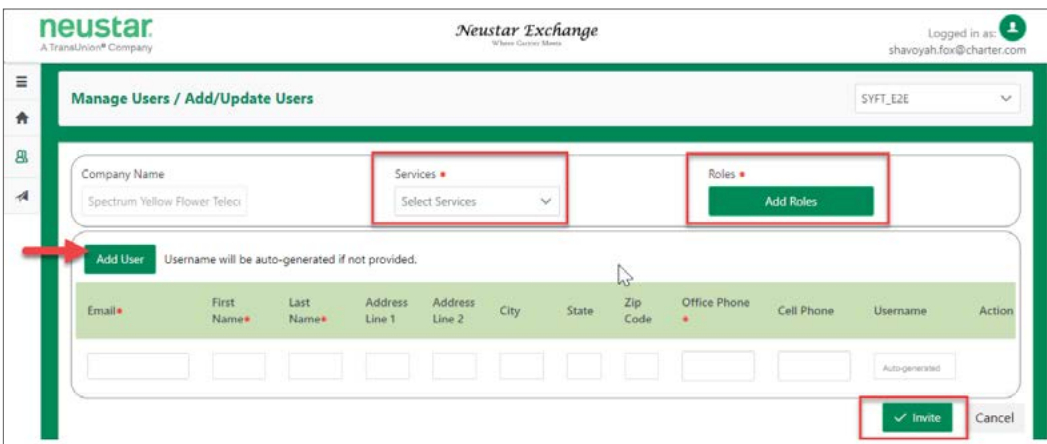 neustar
A TransUnion® Company
Neustar Exchange
Where Carrier Meets
Logged in as:
shavoyah.fox@charter.com
Manage Users / Add/Update Users
SYFT_E2E
Company Name
Services *
Roles *
Spectrum Yellow Flower Telec
Select Services
Add Roles
Add User Username will be auto-generated if not provided.
Email* First Name* Last Name* Address Line 1 Address Line 2 City State Zip Code Office Phone * Cell Phone Username Action
Auto-generated
Invite Cancel